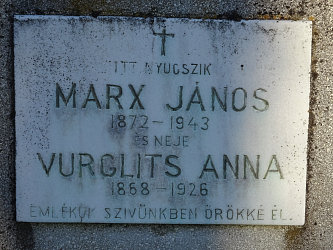 ITT NYUGSZIK
MARX JÁNOS
1872-1943
ÉS NEJE
VURGLITS ANNA
1868-1926
EMLÉKÜK SZIVÜNKBEN ÖRÖKKÉ ÉL.